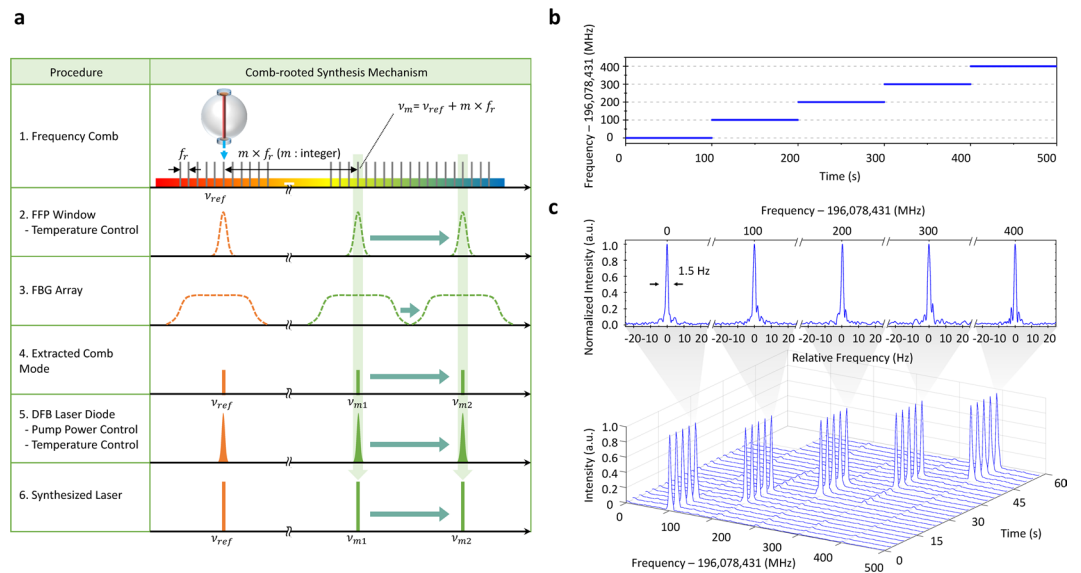 a
Procedure
Comb-rooted Synthesis Mechanism
1. Frequency Comb
ν_m = ν_ref + m × f_r
f_r
m × f_r (m : integer)
ν_ref
2. FFP Window
- Temperature Control
3. FBG Array
4. Extracted Comb
Mode
ν_ref
ν_m1
ν_m2
5. DFB Laser Diode
- Pump Power Control
- Temperature Control
6. Synthesized Laser
ν_ref
ν_m1
ν_m2
b
Frequency – 196,078,431 (MHz)
400
300
200
100
0
0 100 200 300 400 500
Time (s)
c
Frequency – 196,078,431 (MHz)
0 100 200 300 400
Normalized Intensity (a.u.)
1.0
0.8
0.6
0.4
0.2
0.0
1.5 Hz
-20 -10 0 10 20 -20 -10 0 10 20 -20 -10 0 10 20 -20 -10 0 10 20 -20 -10 0 10 20
Relative Frequency (Hz)
Intensity (a.u.)
1.0
0.8
0.6
0.4
0.2
0
0 100 200 300 400 500
Frequency – 196,078,431 (MHz)
0 15 30 45 60
Time (s)